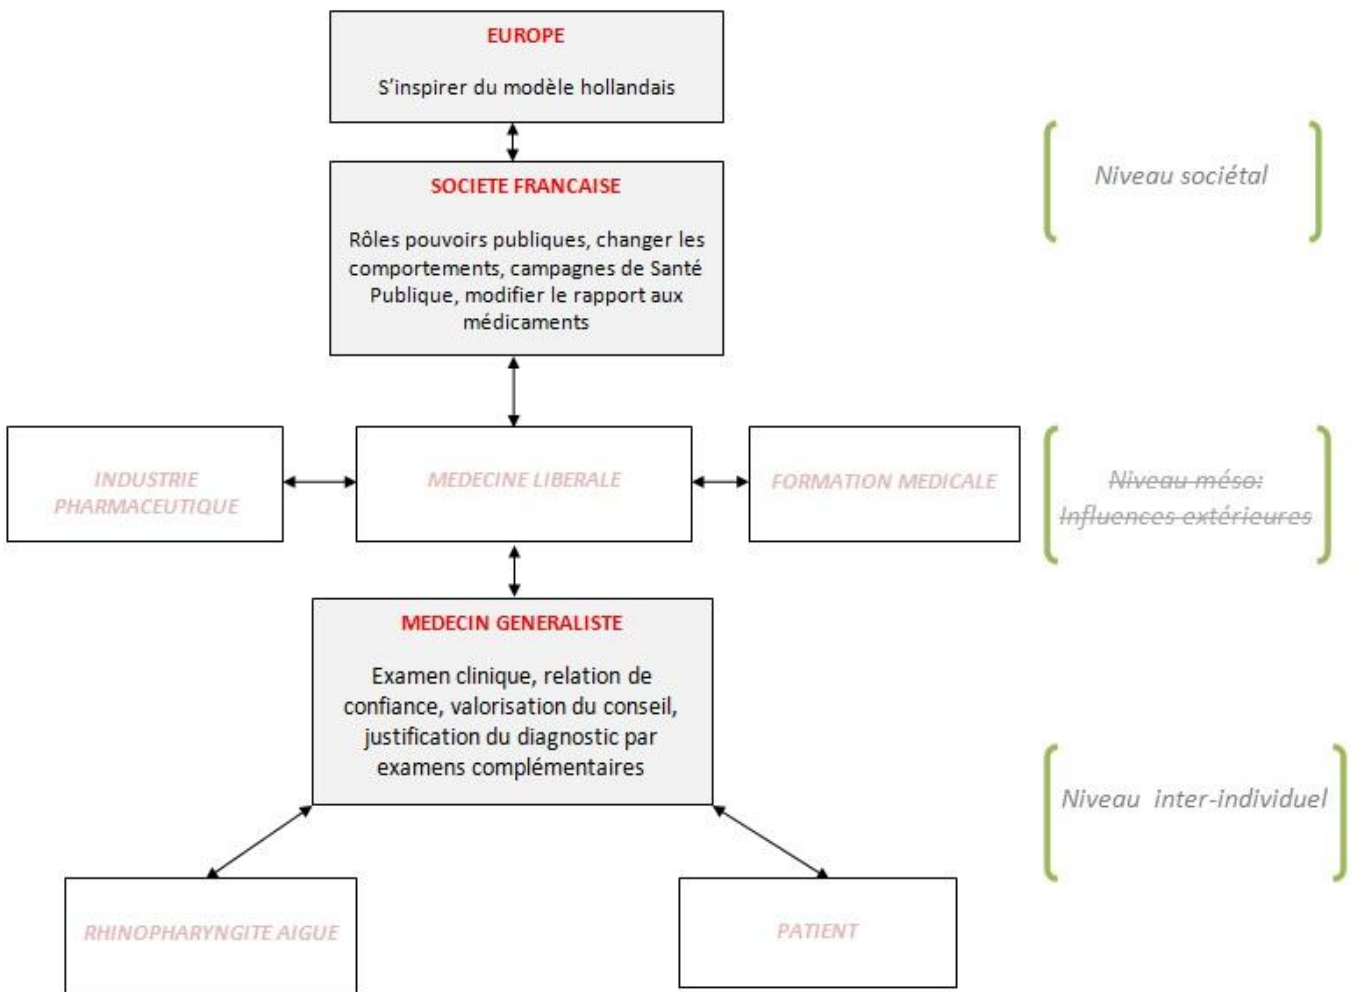 EUROPE
S'inspirer du modèle hollandais
Niveau sociétal
SOCIETE FRANCAISE
Rôles pouvoirs publiques, changer les
comportements, campagnes de Santé
Publique, modifier le rapport aux
médicaments
INDUSTRIE
PHARMACEUTIQUE
MEDECINE LIBERALE
FORMATION MEDICALE
Niveau méso:
Influences extérieures
MEDECIN GENERALISTE
Examen clinique, relation de
confiance, valorisation du conseil,
justification du diagnostic par
examens complémentaires
Niveau inter-individuel
RHINOPHARYNGITE AIGUE
PATIENT